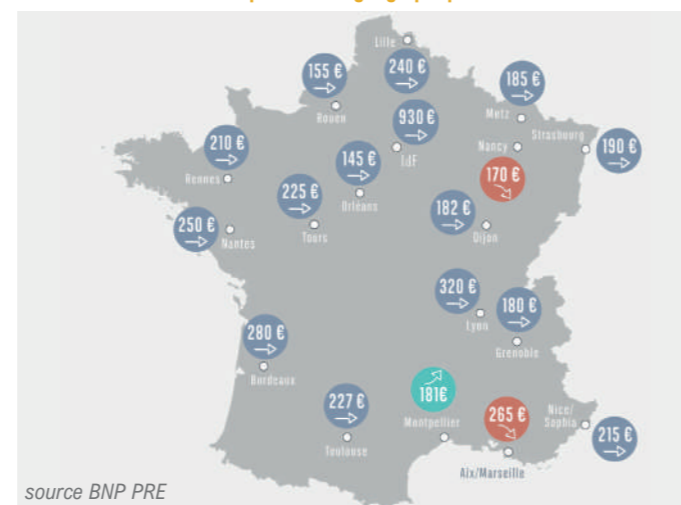 Lille
155 €
240 €
185 €
Rouen
930 €
Metz
Strasbourg
210 €
IdF
Nancy
190 €
145 €
170 €
Rennes
Orléans
225 €
182 €
250 €
Nantes
Tours
Dijon
320 €
180 €
Lyon
280 €
Grenoble
Bordeaux
181€
227 €
Montpellier
265 €
Nice/
Sophia
215 €
Toulouse
Aix/Marseille
source BNP PRE